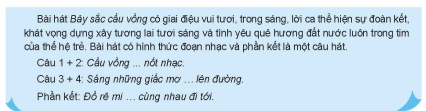 Bài hát Bảy sắc cầu vồng có giai điệu vui tươi, trong sáng, lời ca thể hiện sự đoàn kết,
khát vọng dựng xây tương lai tươi sáng và tình yêu quê hương đất nước luôn trong tim
của thế hệ trẻ. Bài hát có hình thức đoạn nhạc và phần kết là một câu hát.
Câu 1 + 2: Cầu vồng ... nốt nhạc.
Câu 3 + 4: Sáng những giấc mơ ... lên đường.
Phần kết: Đồ rê mi ... cùng nhau đi tới.